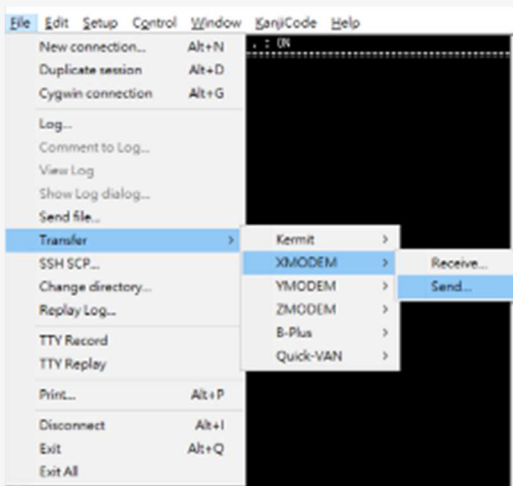 File Edit Setup Control Window KanjiCode Help
New connection... Alt+N
Duplicate session Alt+D
Cygwin connection Alt+G
. : ON
Log...
Comment to Log...
View Log
Show Log dialog...
Send file...
Transfer >
SSH SCP...
Change directory...
Replay Log...
TTY Record
TTY Replay
Print... Alt+P
Disconnect Alt+I
Exit Alt+Q
Exit All
Kermit >
XMODEM >
YMODEM >
ZMODEM >
B-Plus >
Quick-VAN >
Receive...
Send...